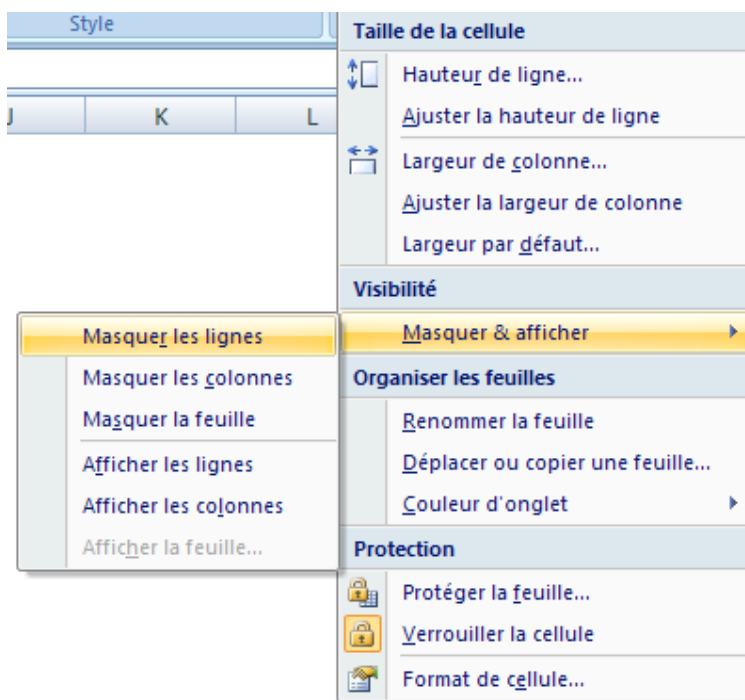 Style
J
K
L
Taille de la cellule
Hauteur de ligne...
Ajuster la hauteur de ligne
Largeur de colonne...
Ajuster la largeur de colonne
Largeur par défaut...
Visibilité
Masquer & afficher
Masquer les lignes
Masquer les colonnes
Masquer la feuille
Afficher les lignes
Afficher les colonnes
Afficher la feuille...
Organiser les feuilles
Renommer la feuille
Déplacer ou copier une feuille...
Couleur d'onglet
Protection
Protéger la feuille...
Verrouiller la cellule
Format de cellule...